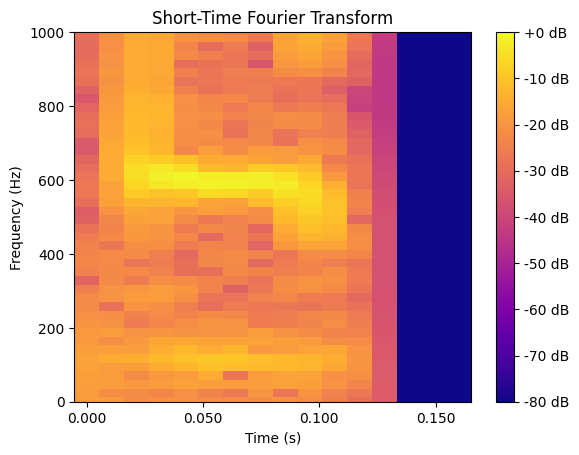 Short-Time Fourier Transform
1000
800
600
400
200
0
Frequency (Hz)
0.000
0.050
0.100
0.150
Time (s)
+0 dB
-10 dB
-20 dB
-30 dB
-40 dB
-50 dB
-60 dB
-70 dB
-80 dB